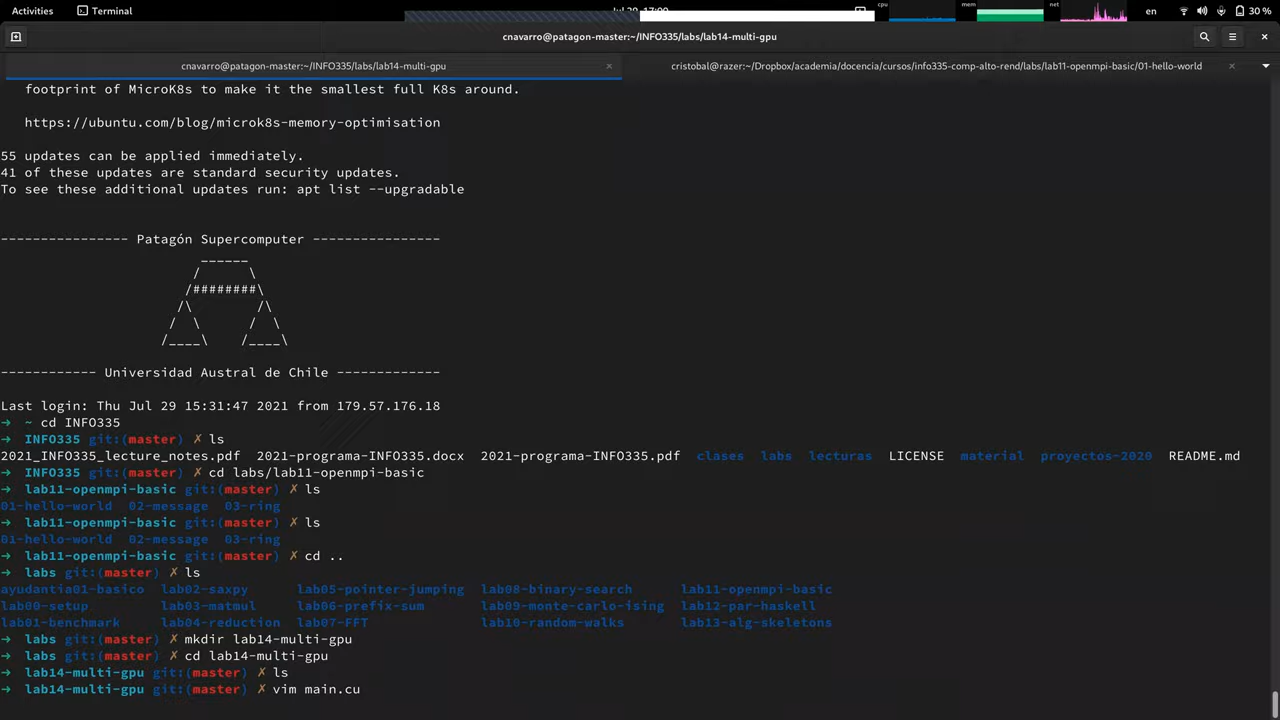 Activities Terminal cpu mem net en 30 %
cnavarro@patagon-master:~/INFO335/labs/lab14-multi-gpu
cnavarro@patagon-master:~/INFO335/labs/lab14-multi-gpu × cristobal@razer:~/Dropbox/academia/docencia/cursos/info335-comp-alto-rend/labs/lab11-openmpi-basic/01-hello-world ×
footprint of MicroK8s to make it the smallest full K8s around.
https://ubuntu.com/blog/microk8s-memory-optimisation
55 updates can be applied immediately.
41 of these updates are standard security updates.
To see these additional updates run: apt list --upgradable
---------------- Patagón Supercomputer ----------------
______
/      \
/########\
/\        /\
/  \      /  \
/____\    /____\
------------ Universidad Austral de Chile -------------
Last login: Thu Jul 29 15:31:47 2021 from 179.57.176.18
➜ ~ cd INFO335
➜ INFO335 git:(master) ✗ ls
2021_INFO335_lecture_notes.pdf 2021-programa-INFO335.docx 2021-programa-INFO335.pdf clases labs lecturas LICENSE material proyectos-2020 README.md
➜ INFO335 git:(master) ✗ cd labs/lab11-openmpi-basic
➜ lab11-openmpi-basic git:(master) ✗ ls
01-hello-world 02-message 03-ring
➜ lab11-openmpi-basic git:(master) ✗ ls
01-hello-world 02-message 03-ring
➜ lab11-openmpi-basic git:(master) ✗ cd ..
➜ labs git:(master) ✗ ls
ayudantia01-basico lab02-saxpy lab05-pointer-jumping lab08-binary-search lab11-openmpi-basic
lab00-setup lab03-matmul lab06-prefix-sum lab09-monte-carlo-ising lab12-par-haskell
lab01-benchmark lab04-reduction lab07-FFT lab10-random-walks lab13-alg-skeletons
➜ labs git:(master) ✗ mkdir lab14-multi-gpu
➜ labs git:(master) ✗ cd lab14-multi-gpu
➜ lab14-multi-gpu git:(master) ✗ ls
➜ lab14-multi-gpu git:(master) ✗ vim main.cu